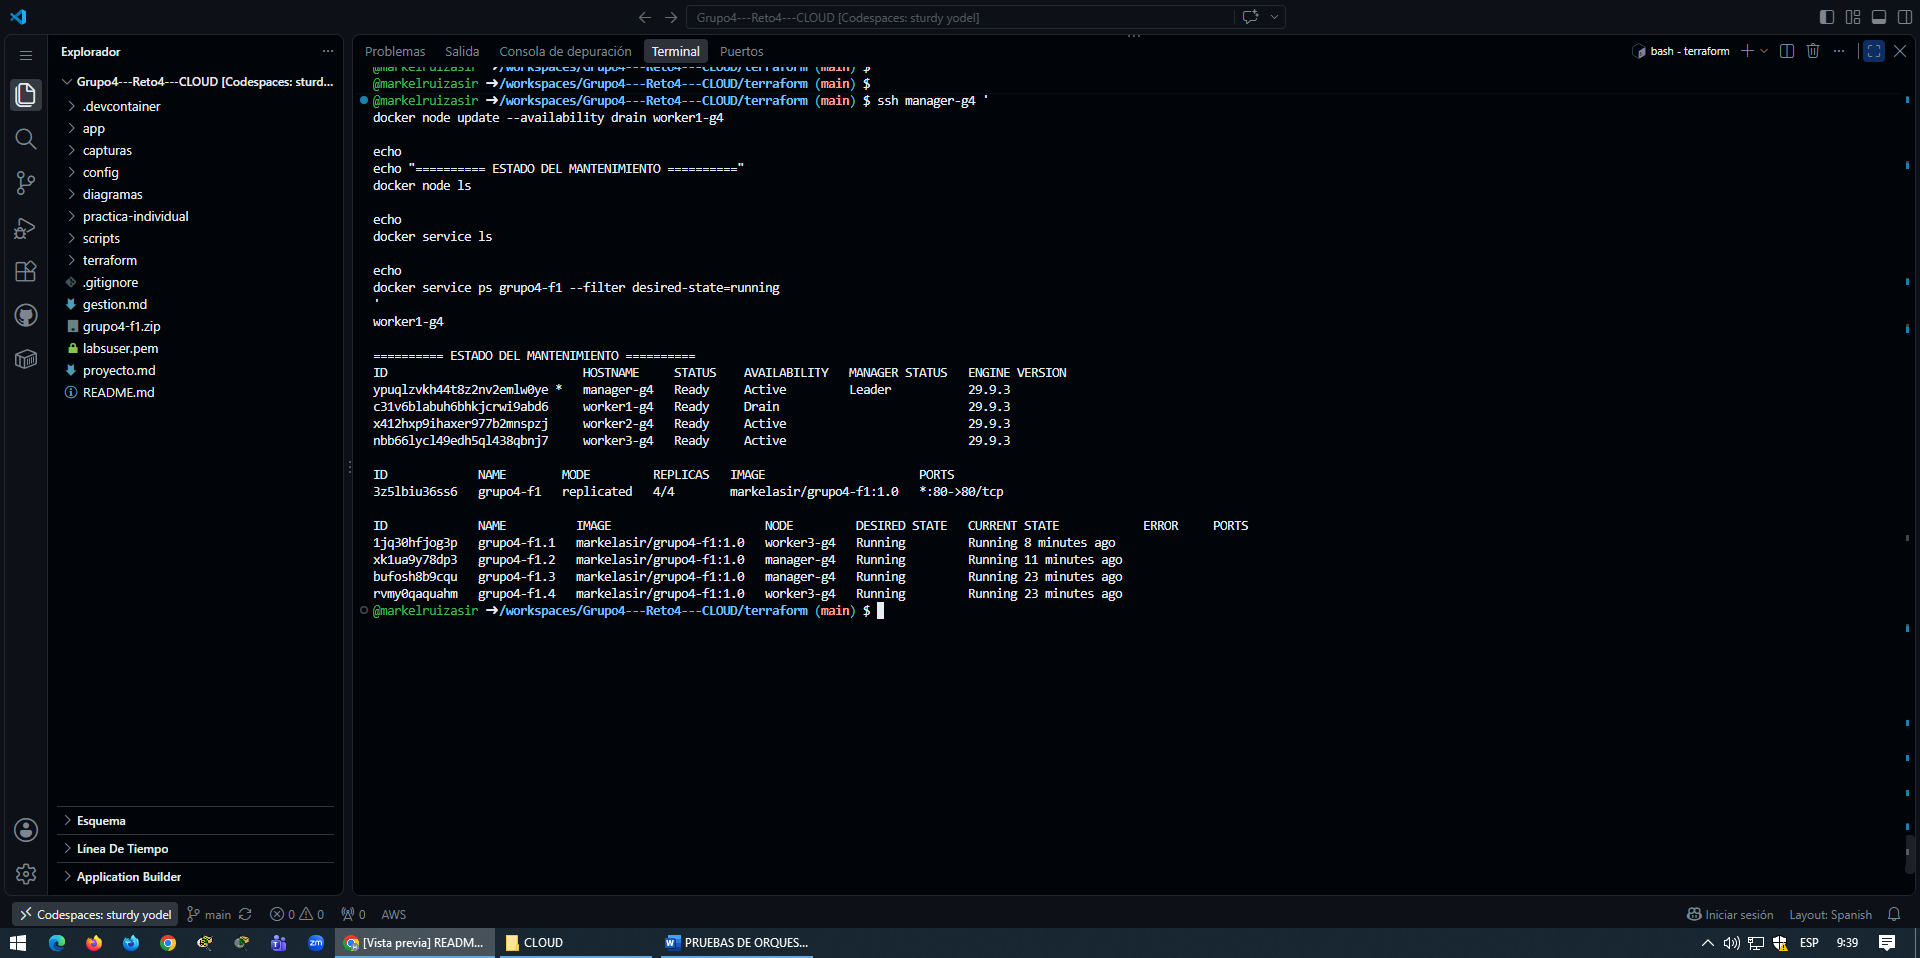 Grupo4---Reto4---CLOUD [Codespaces: sturdy yodel]
Explorador
Grupo4---Reto4---CLOUD [Codespaces: sturd...
.devcontainer
app
capturas
config
diagramas
practica-individual
scripts
terraform
.gitignore
gestion.md
grupo4-f1.zip
labsuser.pem
proyecto.md
README.md
Esquema
Línea De Tiempo
Application Builder
Problemas Salida Consola de depuración Terminal Puertos
bash - terraform
@markelruizasir ➜/workspaces/Grupo4---Reto4---CLOUD/terraform (main) $
@markelruizasir ➜/workspaces/Grupo4---Reto4---CLOUD/terraform (main) $
@markelruizasir ➜/workspaces/Grupo4---Reto4---CLOUD/terraform (main) $ ssh manager-g4 '
docker node update --availability drain worker1-g4
echo
echo "========== ESTADO DEL MANTENIMIENTO =========="
docker node ls
echo
docker service ls
echo
docker service ps grupo4-f1 --filter desired-state=running
'
worker1-g4
========== ESTADO DEL MANTENIMIENTO ==========
ID HOSTNAME STATUS AVAILABILITY MANAGER STATUS ENGINE VERSION
ypuqlzvkh44t8z2nv2emlw0ye * manager-g4 Ready Active Leader 29.9.3
c31v6blabuh6bhkjcrwi9abd6 worker1-g4 Ready Drain 29.9.3
x412hxp9ihaxer977b2mnspzj worker2-g4 Ready Active 29.9.3
nbb66lycl49edh5ql438qbnj7 worker3-g4 Ready Active 29.9.3
ID NAME MODE REPLICAS IMAGE PORTS
3z5lbiu36ss6 grupo4-f1 replicated 4/4 markelasir/grupo4-f1:1.0 *:80->80/tcp
ID NAME IMAGE NODE DESIRED STATE CURRENT STATE ERROR PORTS
1jq30hfjog3p grupo4-f1.1 markelasir/grupo4-f1:1.0 worker3-g4 Running Running 8 minutes ago
xk1ua9y78dp3 grupo4-f1.2 markelasir/grupo4-f1:1.0 manager-g4 Running Running 11 minutes ago
bufosh8b9cqu grupo4-f1.3 markelasir/grupo4-f1:1.0 manager-g4 Running Running 23 minutes ago
rvmy0qaquahm grupo4-f1.4 markelasir/grupo4-f1:1.0 worker3-g4 Running Running 23 minutes ago
@markelruizasir ➜/workspaces/Grupo4---Reto4---CLOUD/terraform (main) $
Codespaces: sturdy yodel main 0 0 0 AWS
Iniciar sesión Layout: Spanish
[Vista previa] READM... CLOUD PRUEBAS DE ORQUES...
ESP 9:39